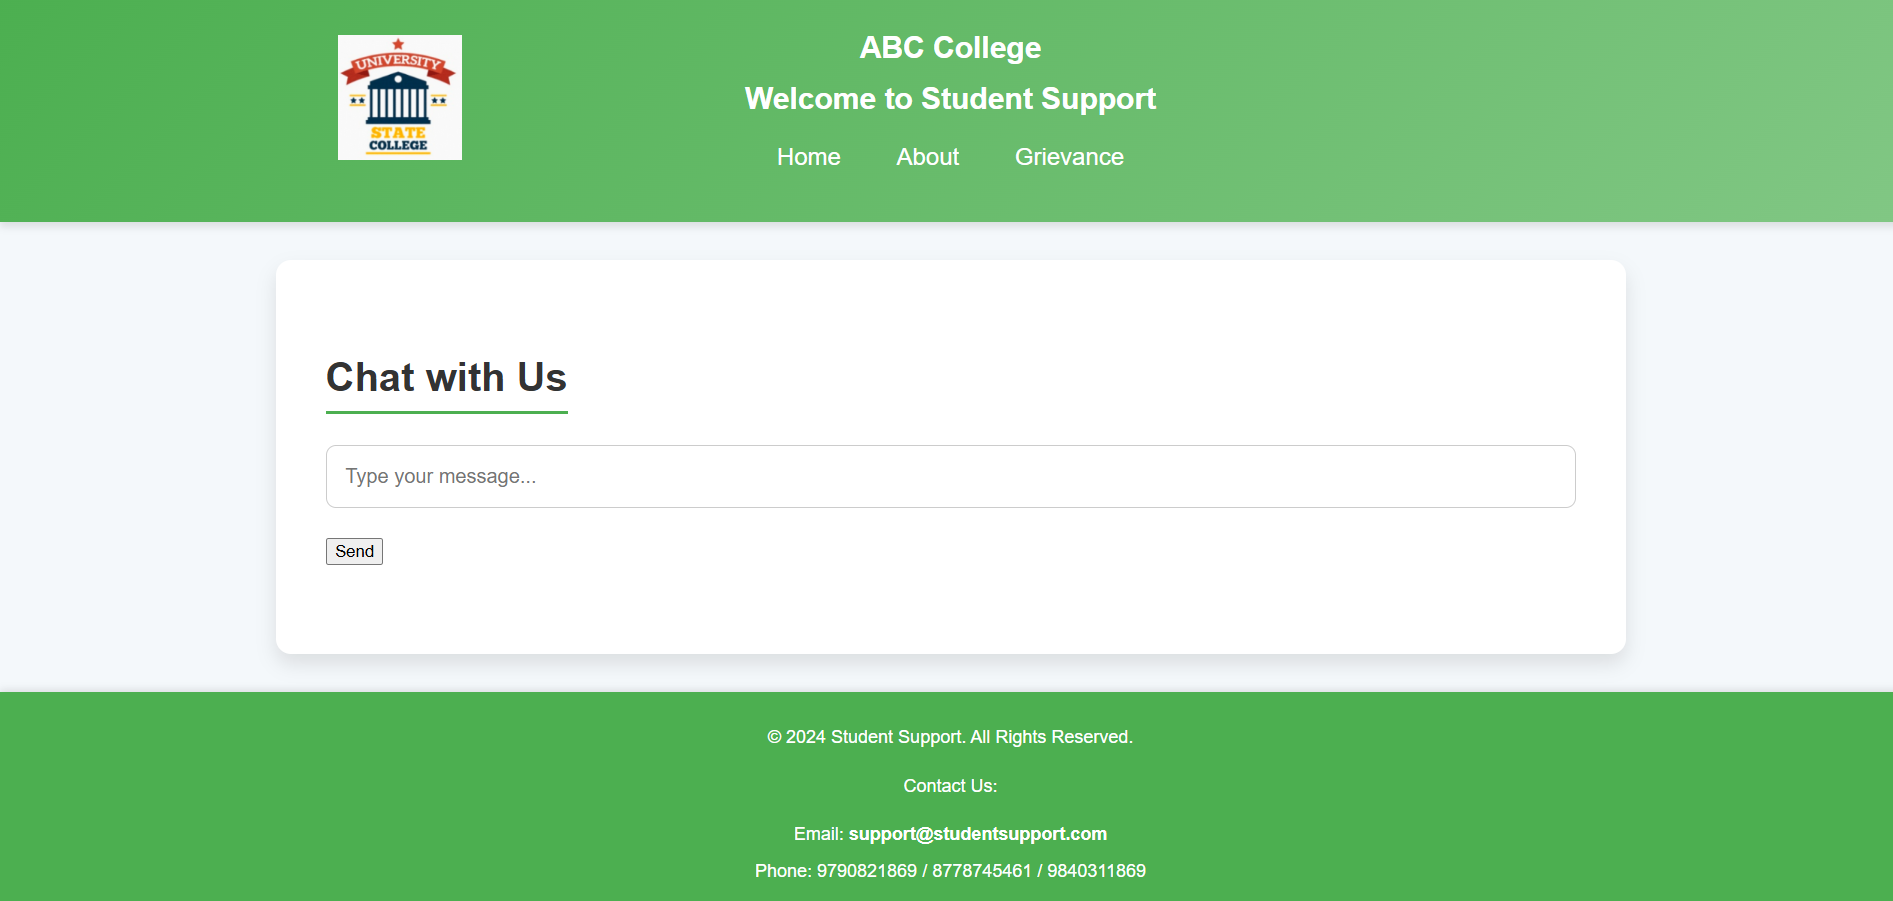 UNIVERSITY
STATE
COLLEGE
ABC College
Welcome to Student Support
Home About Grievance
Chat with Us
Type your message...
Send
© 2024 Student Support. All Rights Reserved.
Contact Us:
Email: support@studentsupport.com
Phone: 9790821869 / 8778745461 / 9840311869